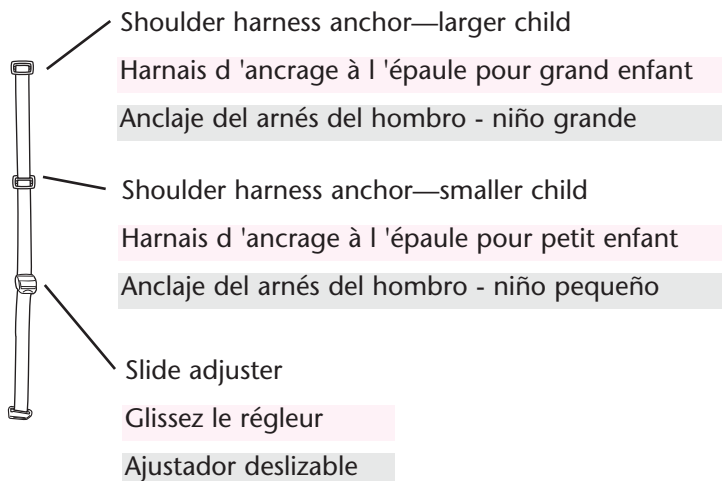 Shoulder harness anchor—larger child
Harnais d 'ancrage à l 'épaule pour grand enfant
Anclaje del arnés del hombro - niño grande
Shoulder harness anchor—smaller child
Harnais d 'ancrage à l 'épaule pour petit enfant
Anclaje del arnés del hombro - niño pequeño
Slide adjuster
Glissez le régleur
Ajustador deslizable